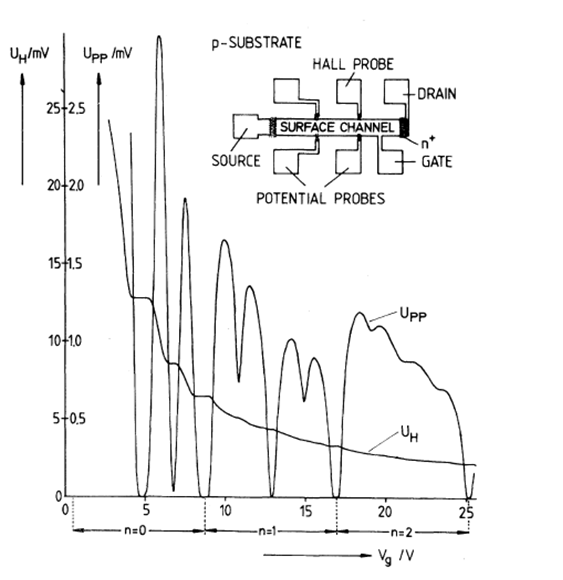 U_H/mV U_PP/mV
p-SUBSTRATE
HALL PROBE
DRAIN
SURFACE CHANNEL
n⁺
SOURCE
GATE
POTENTIAL PROBES
25 2.5
20 2.0
15 1.5
10 1.0
5 0.5
0
U_PP
U_H
0 5 10 15 20 25
n=0 n=1 n=2
V_g / V